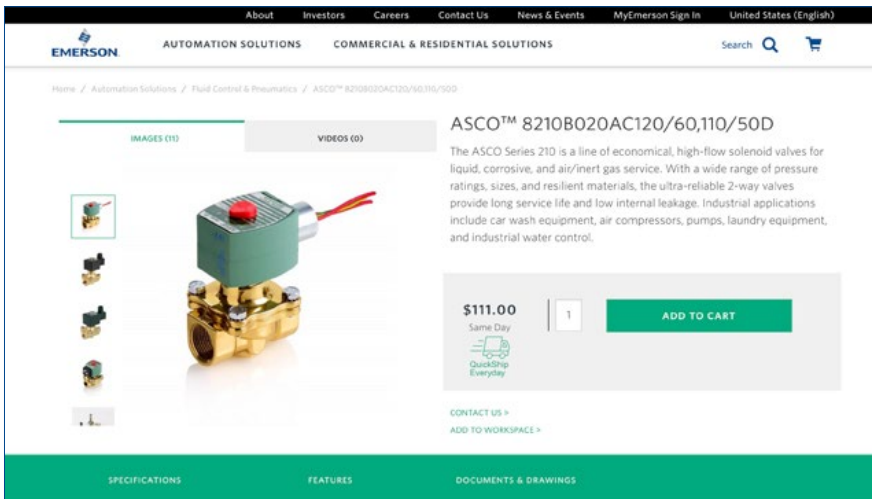 About Investors Careers Contact Us News & Events MyEmerson Sign In United States (English)
EMERSON
AUTOMATION SOLUTIONS COMMERCIAL & RESIDENTIAL SOLUTIONS
Search
Home / Automation Solutions / Fluid Control & Pneumatics / ASCO™ 8210B020AC120/60,110/50D
IMAGES (11) VIDEOS (0)
ASCO™ 8210B020AC120/60,110/50D
The ASCO Series 210 is a line of economical, high-flow solenoid valves for
liquid, corrosive, and air/inert gas service. With a wide range of pressure
ratings, sizes, and resilient materials, the ultra-reliable 2-way valves
provide long service life and low internal leakage. Industrial applications
include car wash equipment, air compressors, pumps, laundry equipment,
and industrial water control.
$111.00
Same Day
QuickShip
Everyday
1
ADD TO CART
CONTACT US >
ADD TO WORKSPACE >
SPECIFICATIONS FEATURES DOCUMENTS & DRAWINGS